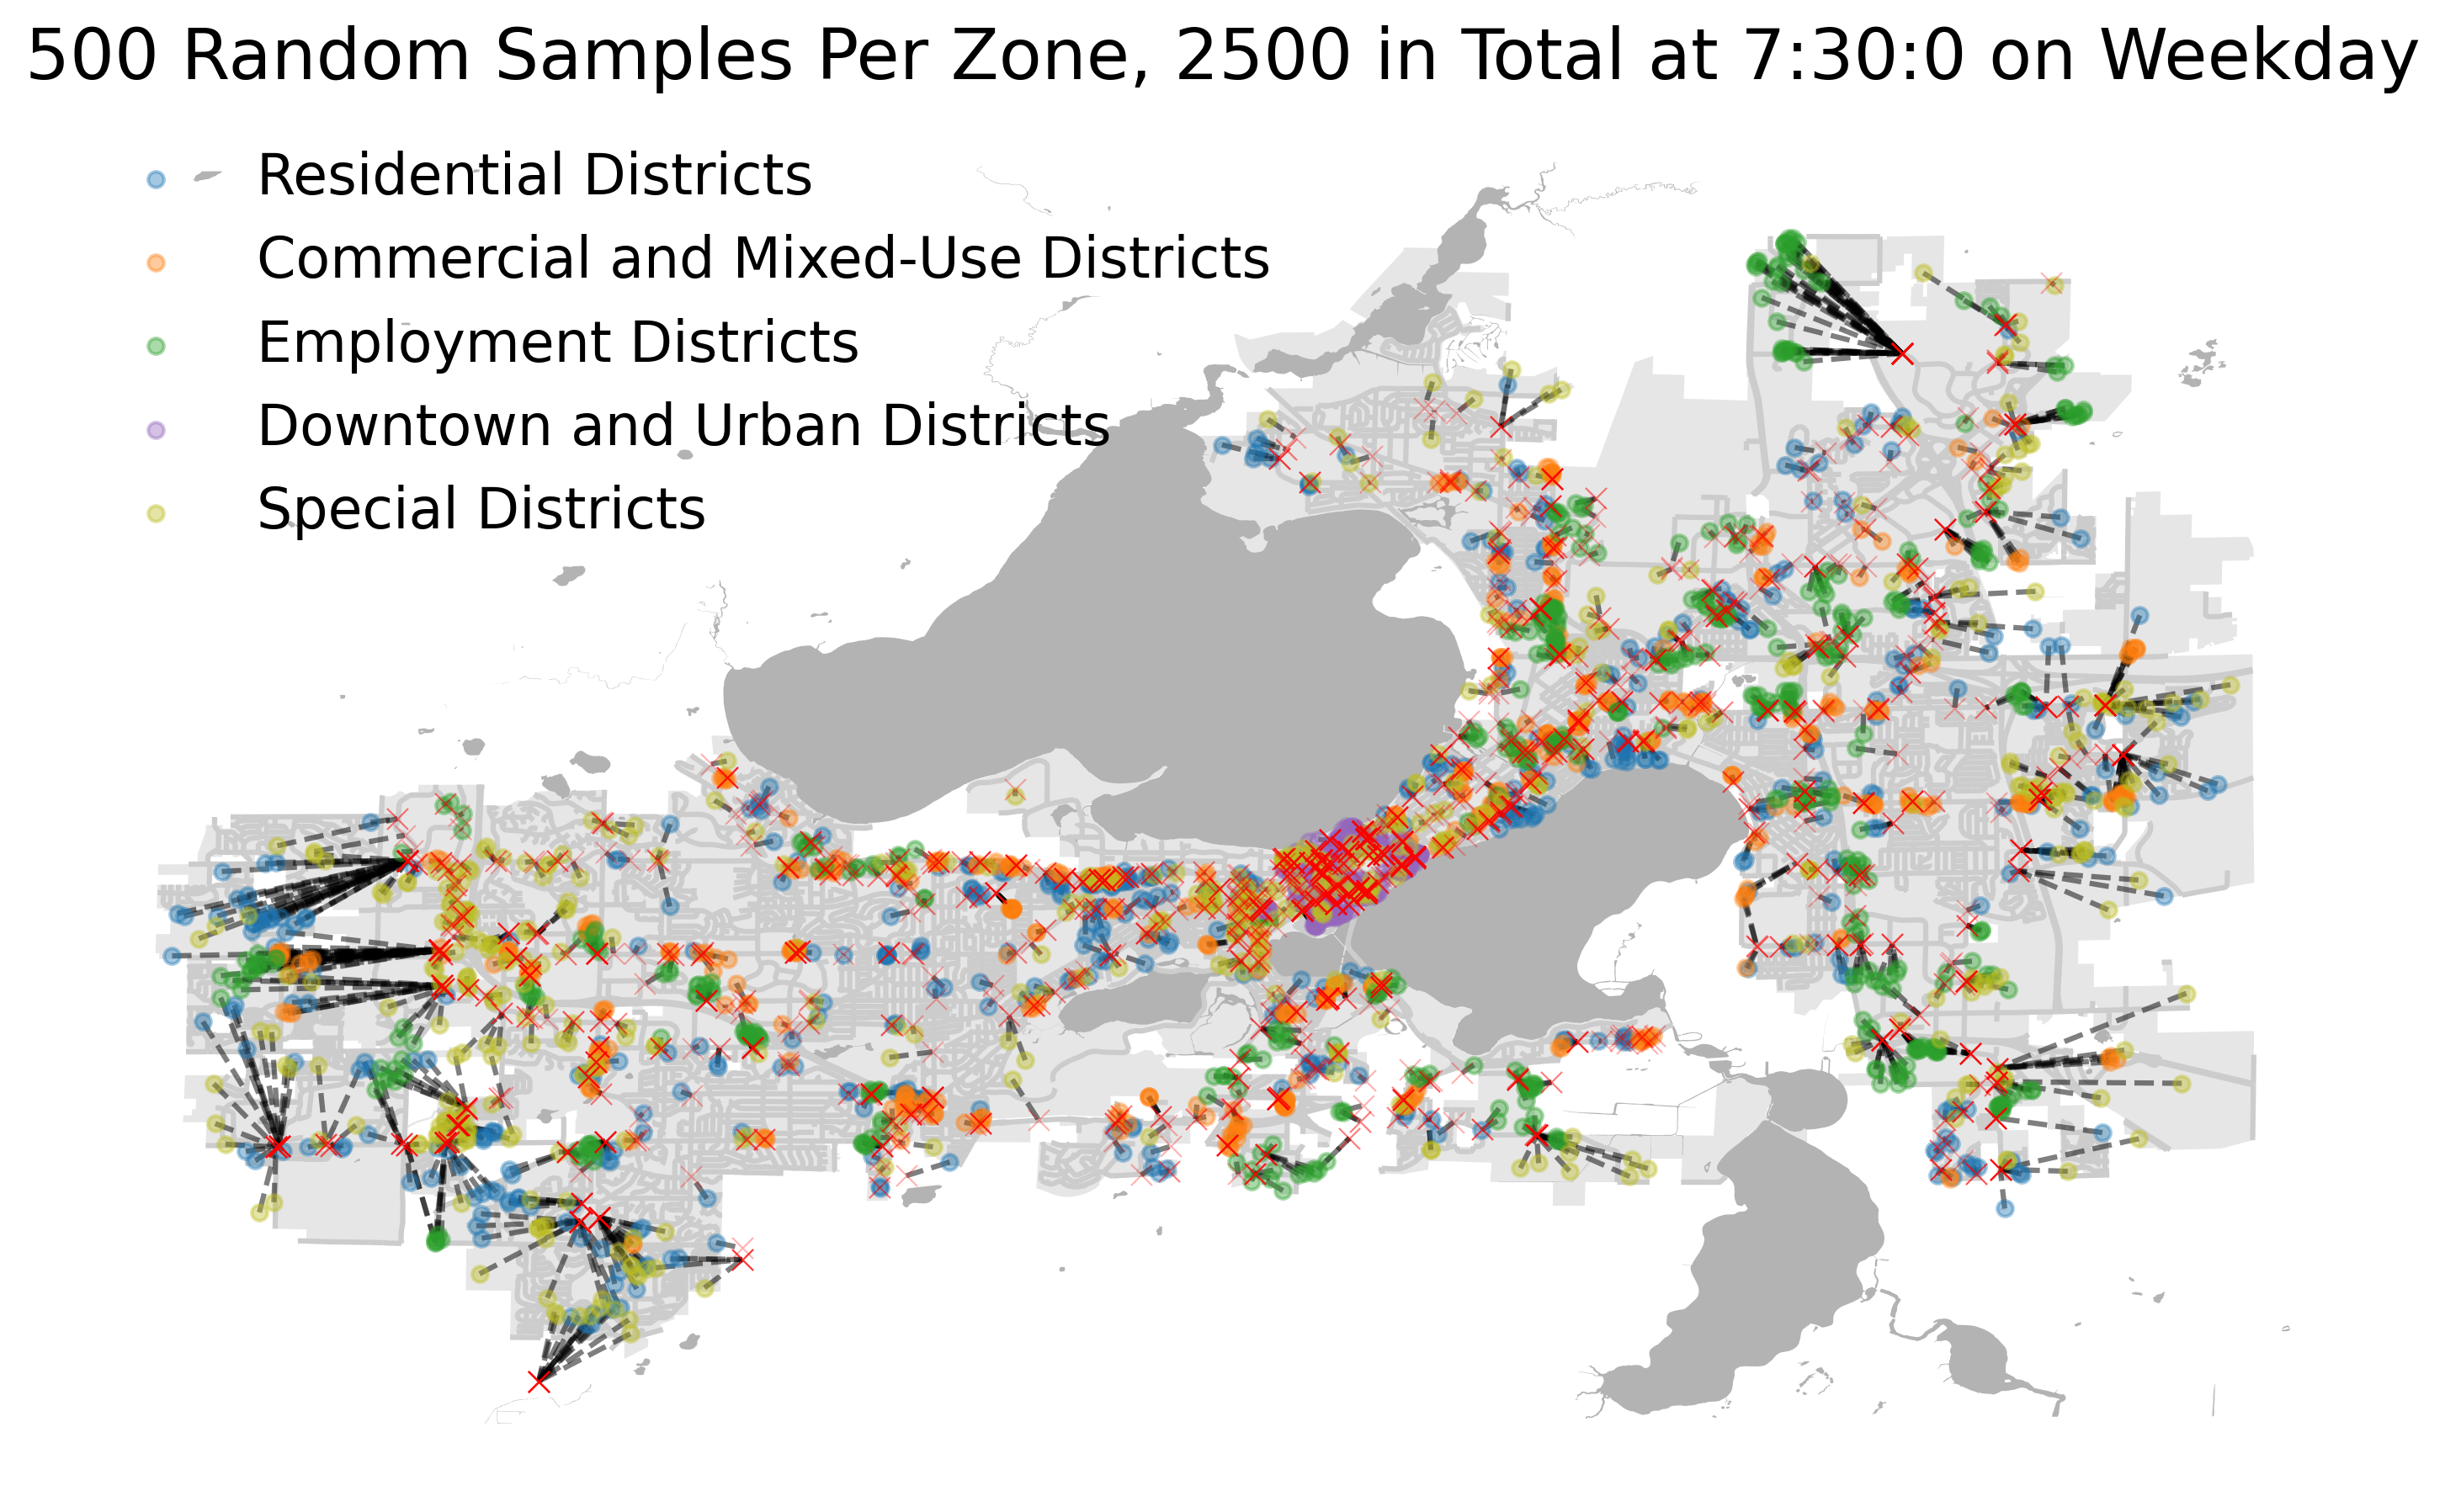 500 Random Samples Per Zone, 2500 in Total at 7:30:0 on Weekday
Residential Districts
Commercial and Mixed-Use Districts
Employment Districts
Downtown and Urban Districts
Special Districts